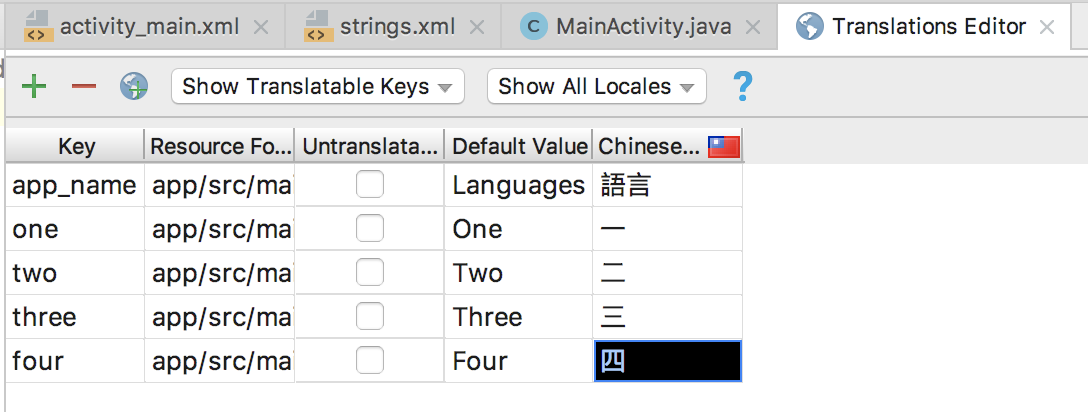 activity_main.xml strings.xml MainActivity.java Translations Editor
Show Translatable Keys Show All Locales ?
Key Resource Fo... Untranslata... Default Value Chinese...
app_name app/src/ma Languages 語言
one app/src/ma One 一
two app/src/ma Two 二
three app/src/ma Three 三
four app/src/ma Four 四